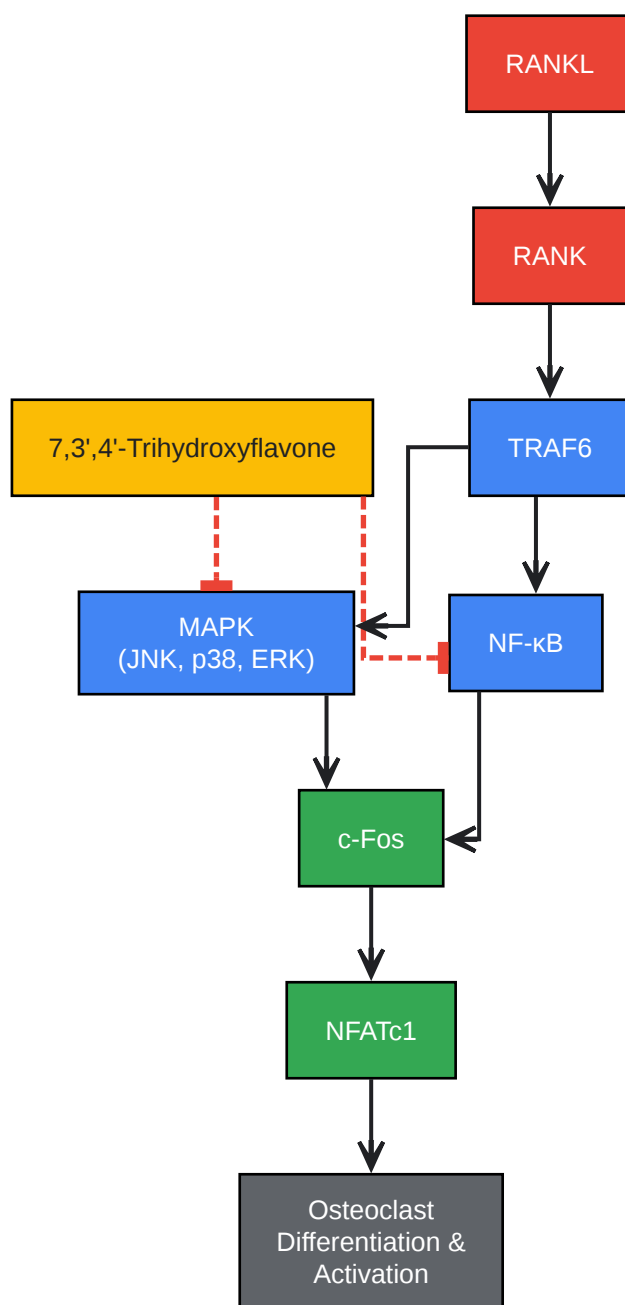 RANKL
RANK
7,3',4'-Trihydroxyflavone
TRAF6
MAPK
(JNK, p38, ERK)
NF-κB
c-Fos
NFATc1
Osteoclast
Differentiation &
Activation